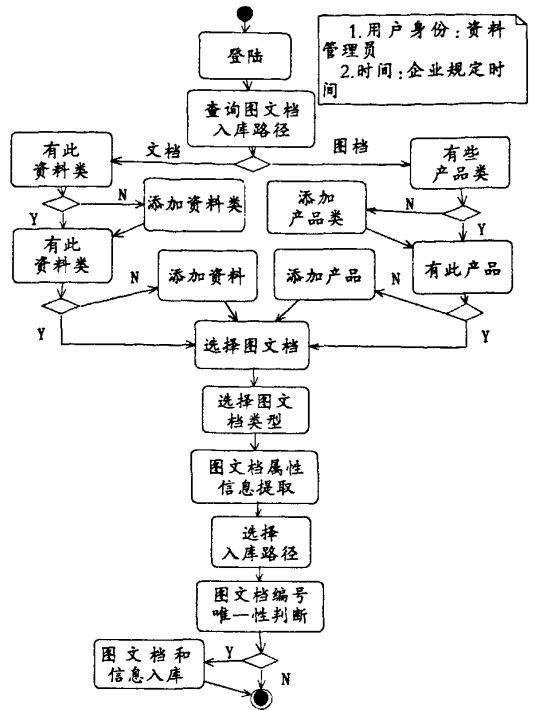 1.用户身份:资料
管理员
2.时间:企业规定时
间
登陆
查询图文档
入库路径
文档
图档
有此
资料类
有些
产品类
N
Y
添加资料类
添加
产品类
N
Y
有此
资料类
有此产品
N
Y
添加资料
添加产品
N
Y
选择图文档
选择图文
档类型
图文档属性
信息提取
选择
入库路径
图文档编号
唯一性判断
Y
N
图文档和
信息入库